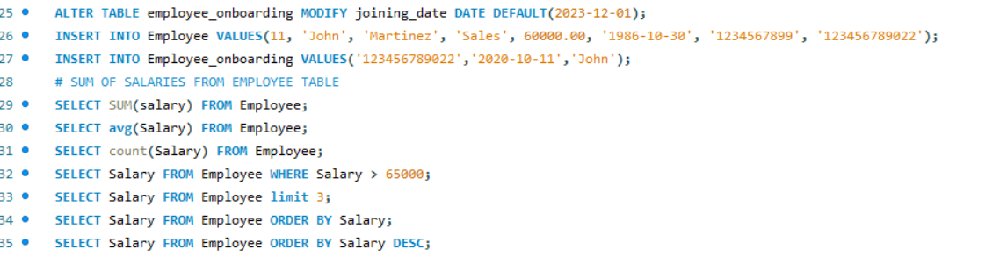 25 ALTER TABLE employee_onboarding MODIFY joining_date DATE DEFAULT(2023-12-01);
26 INSERT INTO Employee VALUES(11, 'John', 'Martinez', 'Sales', 60000.00, '1986-10-30', '1234567899', '123456789022');
27 INSERT INTO Employee_onboarding VALUES('123456789022','2020-10-11','John');
28 # SUM OF SALARIES FROM EMPLOYEE TABLE
29 SELECT SUM(salary) FROM Employee;
30 SELECT avg(Salary) FROM Employee;
31 SELECT count(Salary) FROM Employee;
32 SELECT Salary FROM Employee WHERE Salary > 65000;
33 SELECT Salary FROM Employee limit 3;
34 SELECT Salary FROM Employee ORDER BY Salary;
35 SELECT Salary FROM Employee ORDER BY Salary DESC;